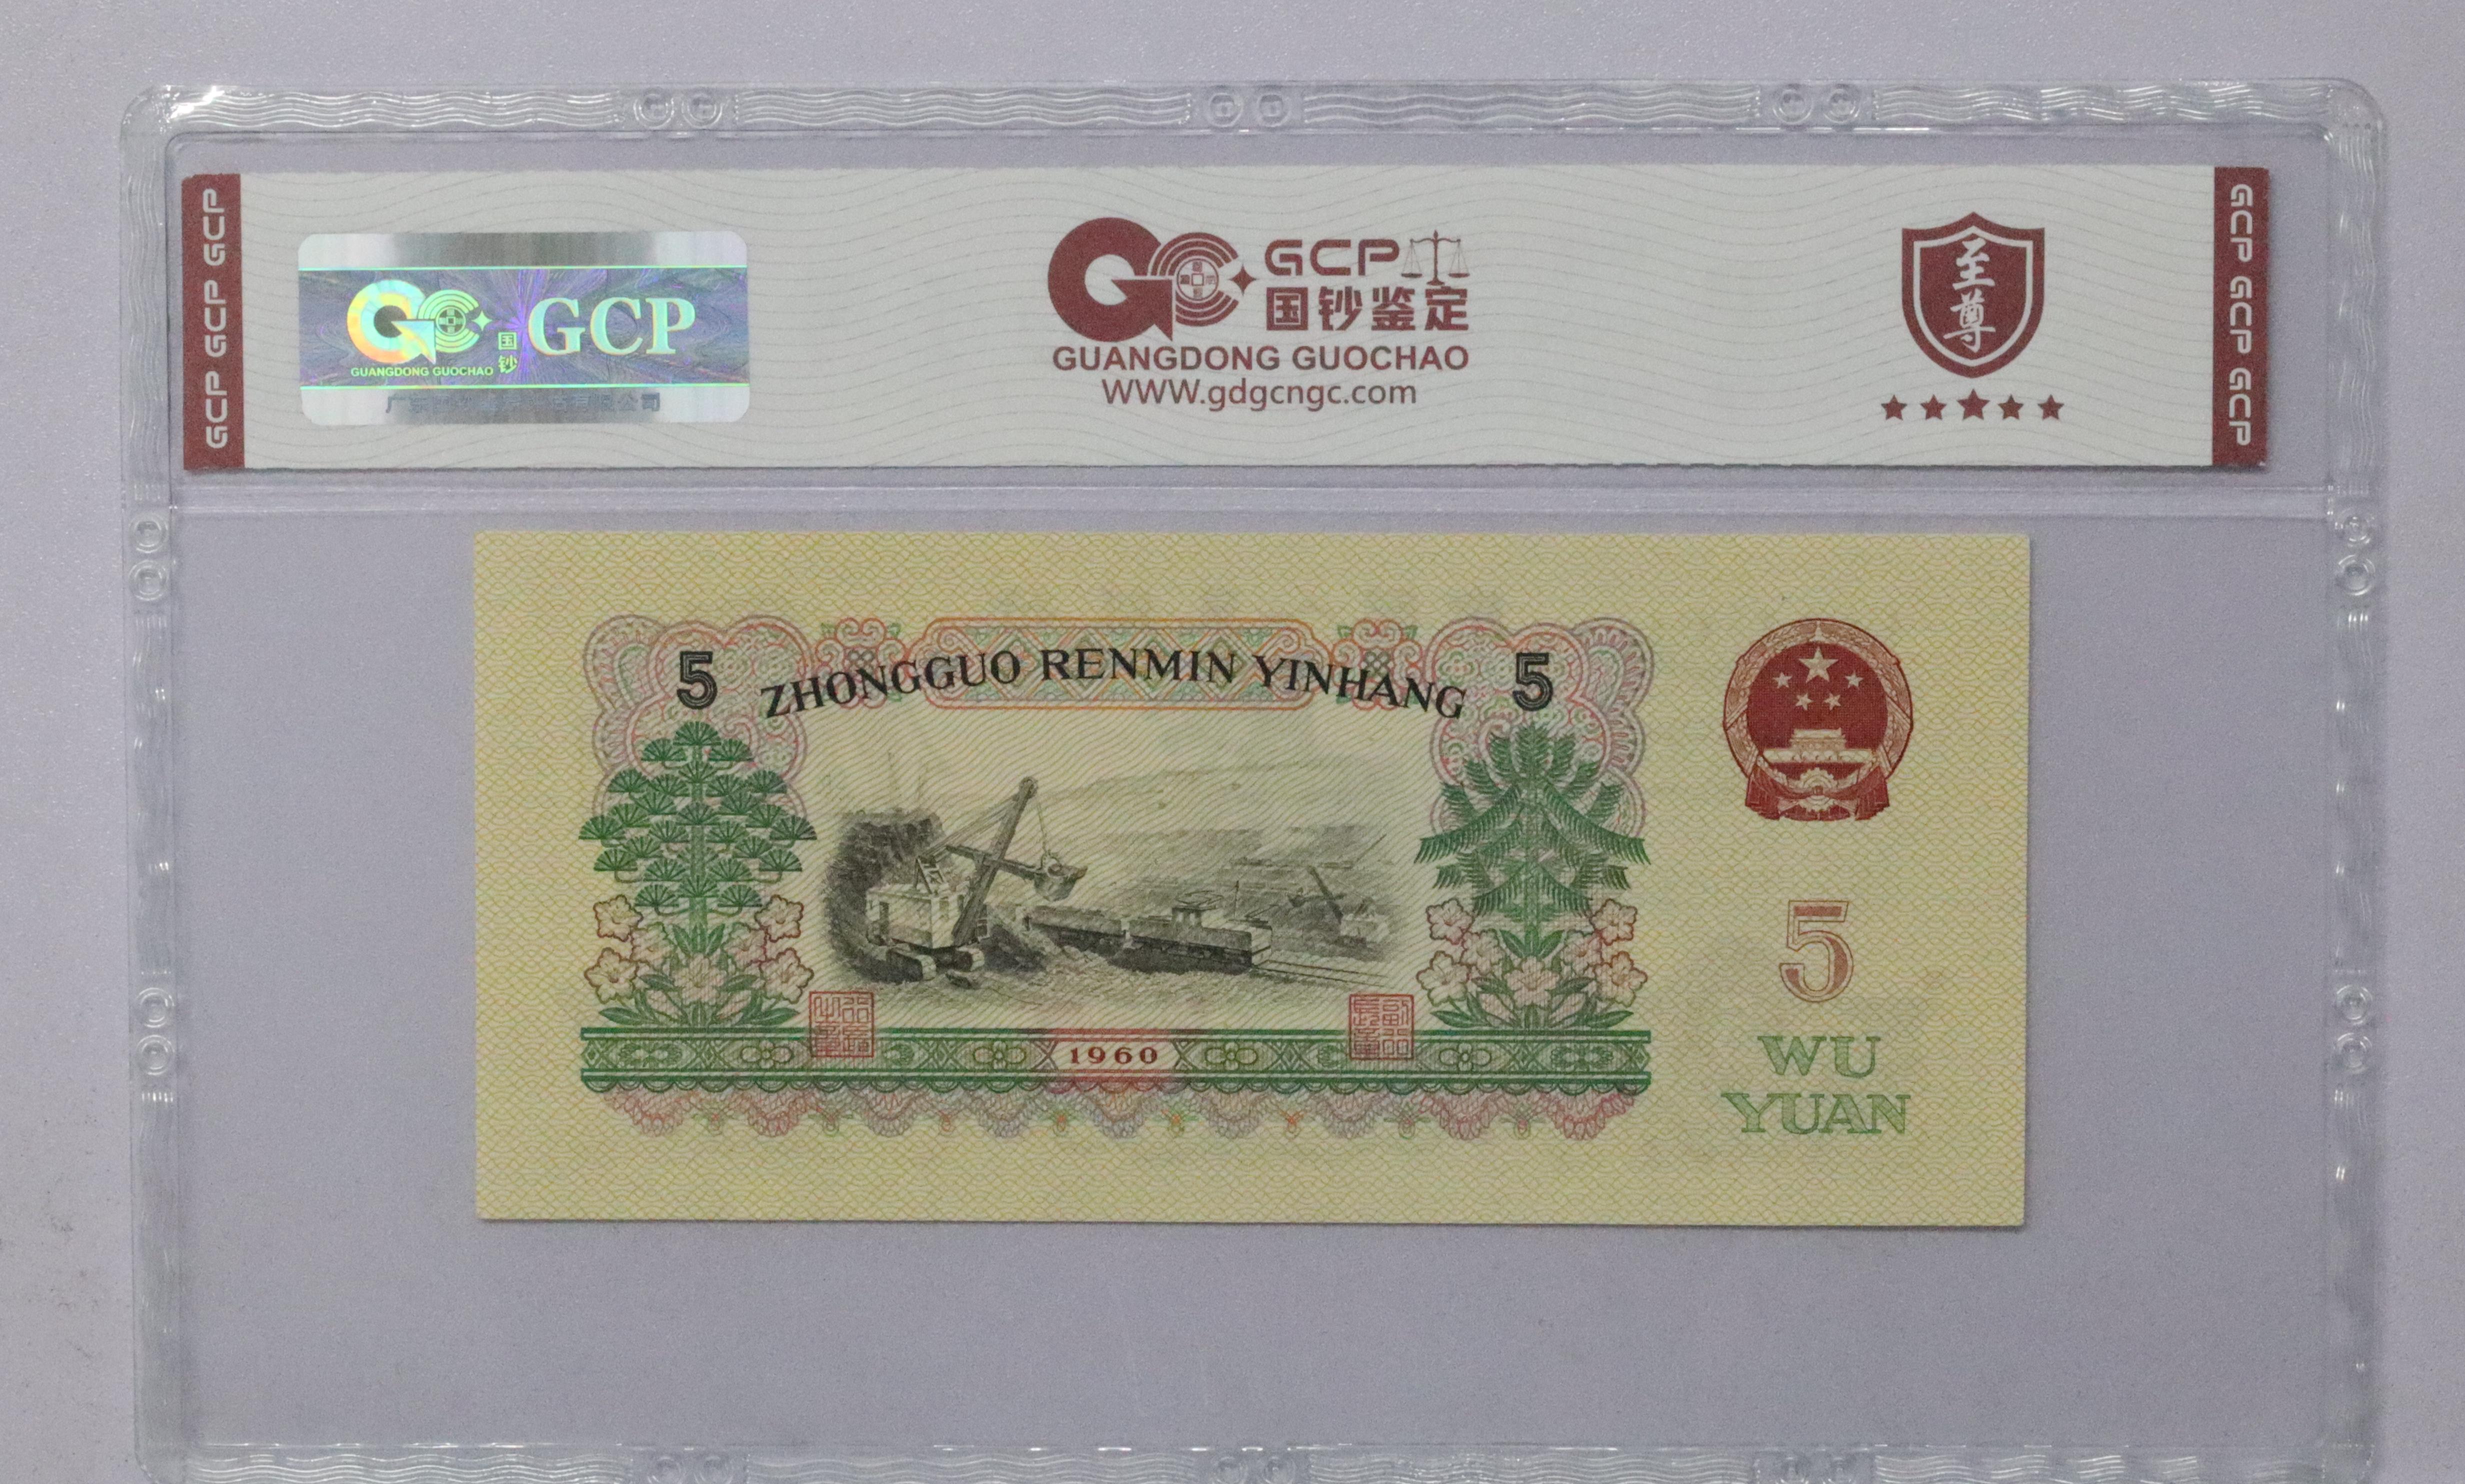 GCP GCP GCP
国钞 GCP
GUANGDONG GUOCHAO
GCP
国钞鉴定
GUANGDONG GUOCHAO
WWW.gdgcngc.com
至尊
GCP GCP GCP
5 ZHONGGUO RENMIN YINHANG 5
1960
5
WU
YUAN